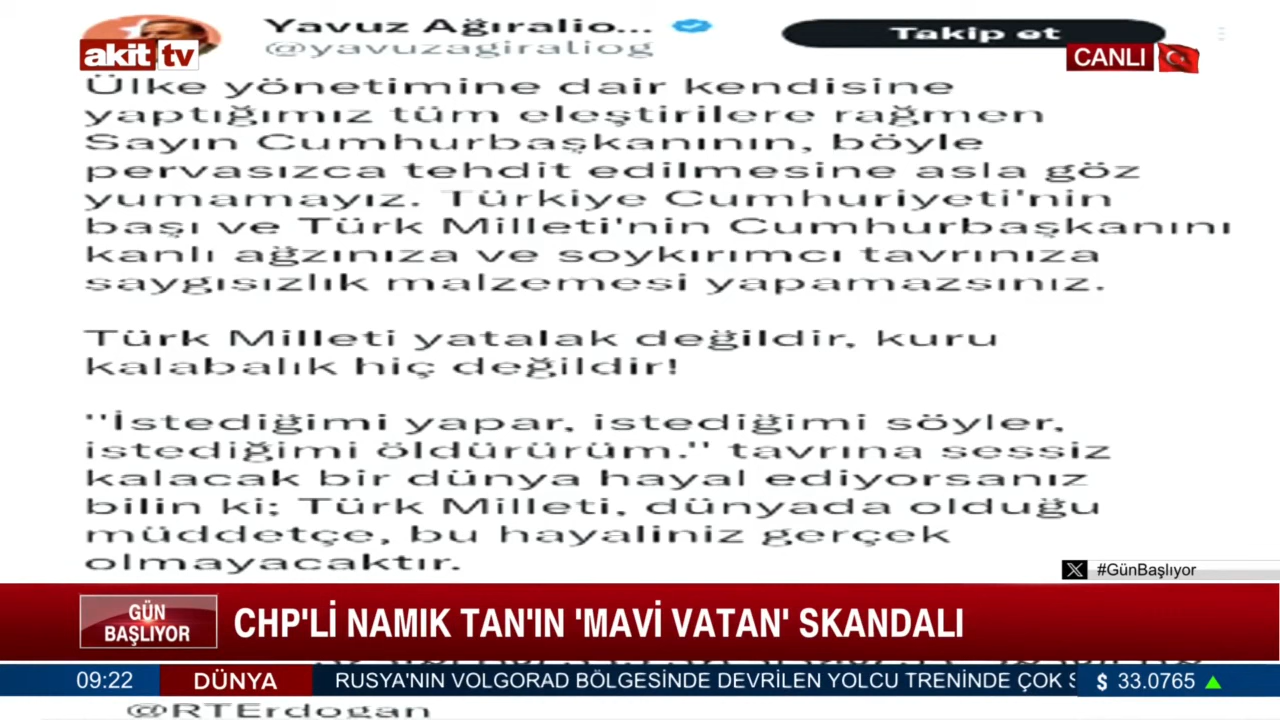 Yavuz Ağıralio...
Takip et
@yavuzagiraliog
akit tv
CANLI
Ülke yönetimine dair kendisine
yaptığımız tüm eleştirilere rağmen
Sayın Cumhurbaşkanının, böyle
pervasızca tehdit edilmesine asla göz
yumamayız. Türkiye Cumhuriyeti'nin
başı ve Türk Milleti'nin Cumhurbaşkanını
kanlı ağzınıza ve soykırımcı tavrınıza
saygısızlık malzemesi yapamazsınız.
Türk Milleti yatalak değildir, kuru
kalabalık hiç değildir!
"İstediğimi yapar, istediğimi söyler,
istediğimi öldürürüm." tavrına sessiz
kalacak bir dünya hayal ediyorsanız
bilin ki; Türk Milleti, dünyada olduğu
müddetçe, bu hayaliniz gerçek
olmayacaktır.
#GünBaşlıyor
GÜN
BAŞLIYOR
CHP'Lİ NAMIK TAN'IN 'MAVİ VATAN' SKANDALI
09:22
DÜNYA
RUSYA'NIN VOLGORAD BÖLGESİNDE DEVRİLEN YOLCU TRENİNDE ÇOK
$ 33.0765
@RTErdogan